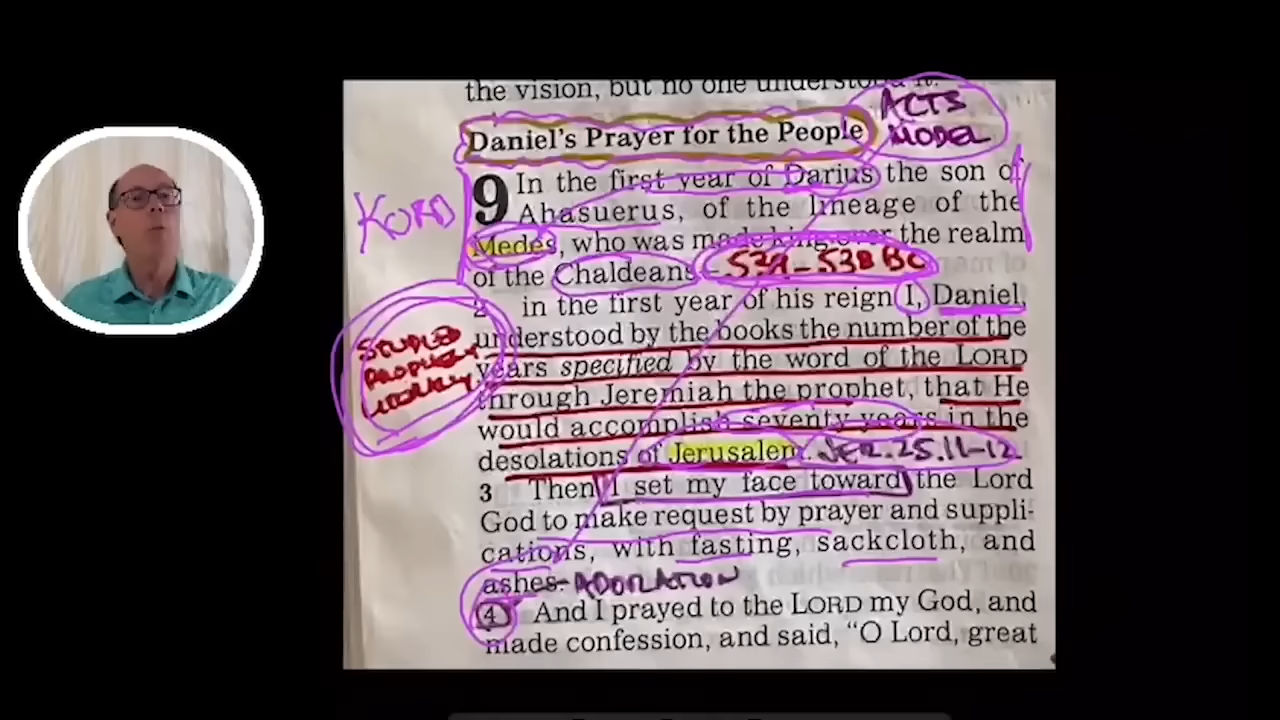 the vision, but no one understood it.
ACTS
MODEL
Daniel's Prayer for the People
KURD
9 In the first year of Darius the son of
Ahasuerus, of the lineage of the
Medes, who was made king over the realm
of the Chaldeans— 539-538 BC
2 in the first year of his reign I, Daniel,
understood by the books the number of the
years specified by the word of the LORD
through Jeremiah the prophet, that He
would accomplish seventy years in the
desolations of Jerusalem. JER. 25.11-12
STUDIED
PROPHECY
LITERALLY
3 Then I set my face toward the Lord
God to make request by prayer and suppli-
cations, with fasting, sackcloth, and
ashes. ADORATION
4 And I prayed to the LORD my God, and
made confession, and said, "O Lord, great